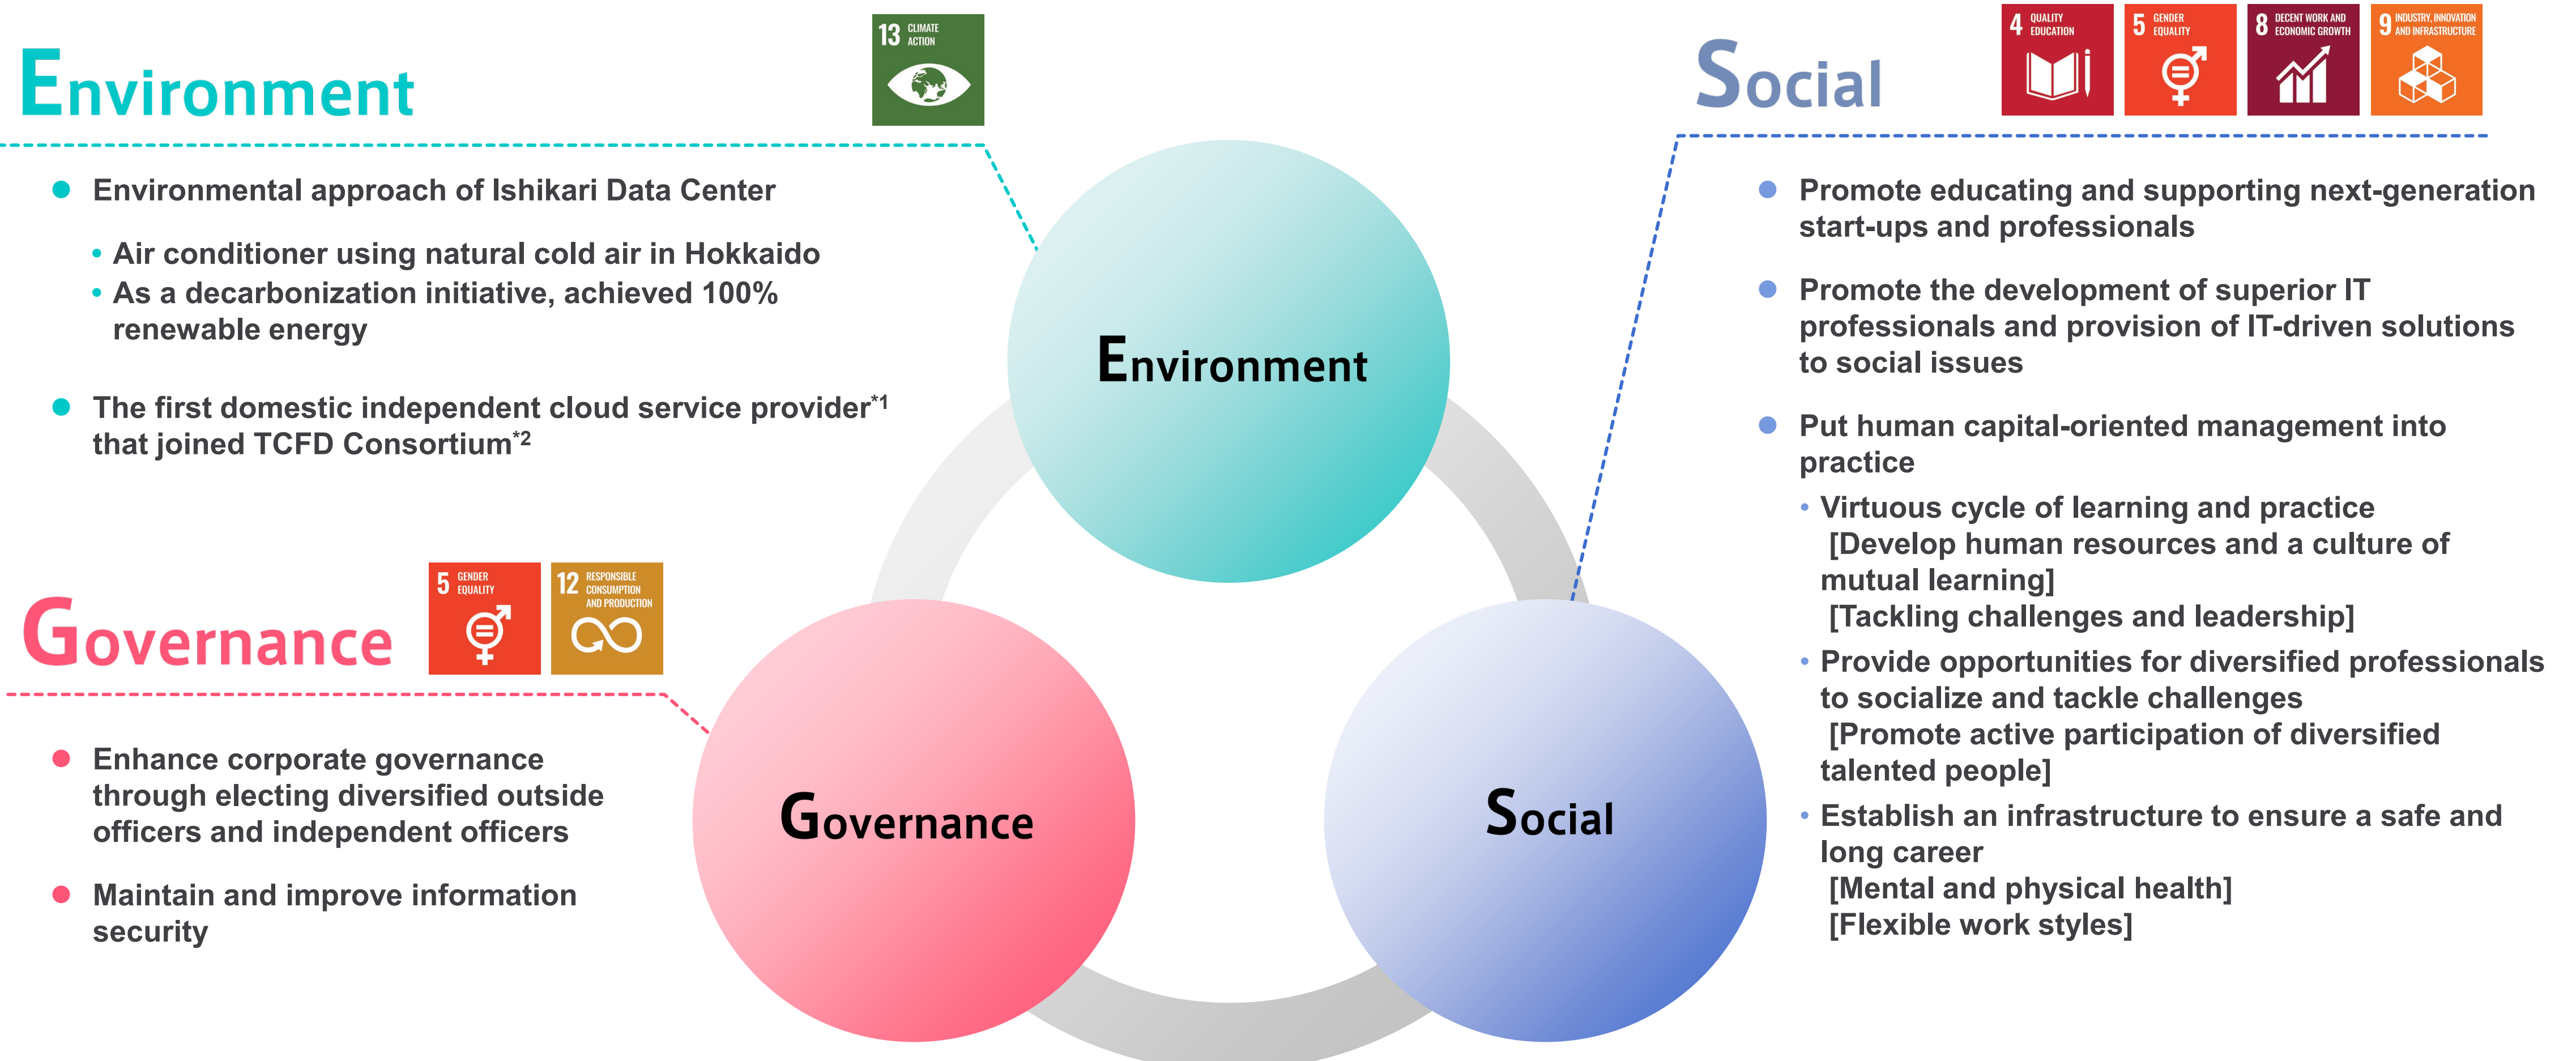 Environment
13 CLIMATE
ACTION
• Environmental approach of Ishikari Data Center
• Air conditioner using natural cold air in Hokkaido
• As a decarbonization initiative, achieved 100%
renewable energy
• The first domestic independent cloud service provider*1
that joined TCFD Consortium*2
Governance
5 GENDER
EQUALITY
12 RESPONSIBLE
CONSUMPTION
AND PRODUCTION
• Enhance corporate governance
through electing diversified outside
officers and independent officers
• Maintain and improve information
security
Environment
Governance
Social
Social
4 QUALITY
EDUCATION
5 GENDER
EQUALITY
8 DECENT WORK AND
ECONOMIC GROWTH
9 INDUSTRY, INNOVATION
AND INFRASTRUCTURE
• Promote educating and supporting next-generation
start-ups and professionals
• Promote the development of superior IT
professionals and provision of IT-driven solutions
to social issues
• Put human capital-oriented management into
practice
• Virtuous cycle of learning and practice
[Develop human resources and a culture of
mutual learning]
[Tackling challenges and leadership]
• Provide opportunities for diversified professionals
to socialize and tackle challenges
[Promote active participation of diversified
talented people]
• Establish an infrastructure to ensure a safe and
long career
[Mental and physical health]
[Flexible work styles]